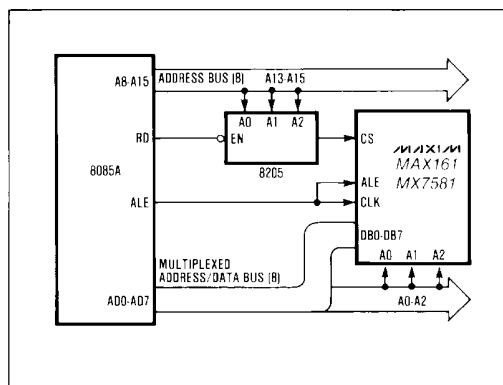 A8-A15
ADDRESS BUS (8)
A13-A15
A0
A1
A2
RD
EN
8205
CS
MAXIM
MAX161
MX7581
8085A
ALE
ALE
CLK
DB0-DB7
A0
A1
A2
MULTIPLEXED
ADDRESS/DATA BUS (8)
AD0-AD7
A0-A2